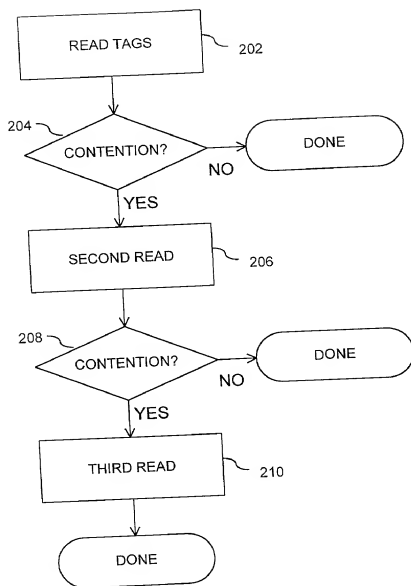 READ TAGS
202
204
CONTENTION?
DONE
NO
YES
SECOND READ
206
208
CONTENTION?
DONE
NO
YES
THIRD READ
210
DONE